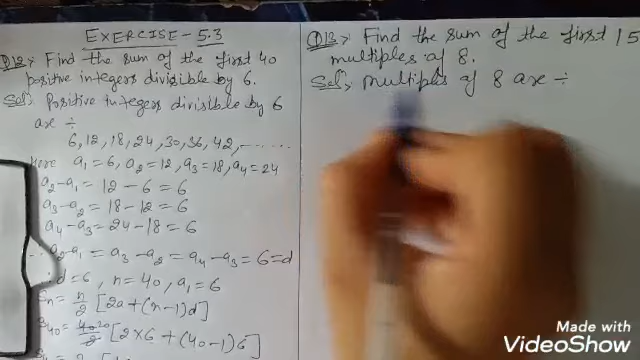 EXERCISE - 5.3
Q12> Find the sum of the first 40
positive integers divisible by 6.
Sol: Positive integers divisible by 6
are ÷
6, 12, 18, 24, 30, 36, 42, - ......
Here a₁ = 6, a₂ = 12, a₃ = 18, a₄ = 24
a₂-a₁ = 12 - 6 = 6
a₃-a₂ = 18 - 12 = 6
a₄-a₃ = 24 - 18 = 6
a₂-a₁ = a₃-a₂ = a₄-a₃ = 6 = d
d = 6, n = 40, a₁ = 6
Sₙ = n/2 [2a + (n-1)d]
S₄₀ = 40/2 20 [2×6 + (40-1)6]
Q13> Find the sum of the first 15
multiples of 8.
Sol: Multiples of 8 are ÷
Made with
VideoShow